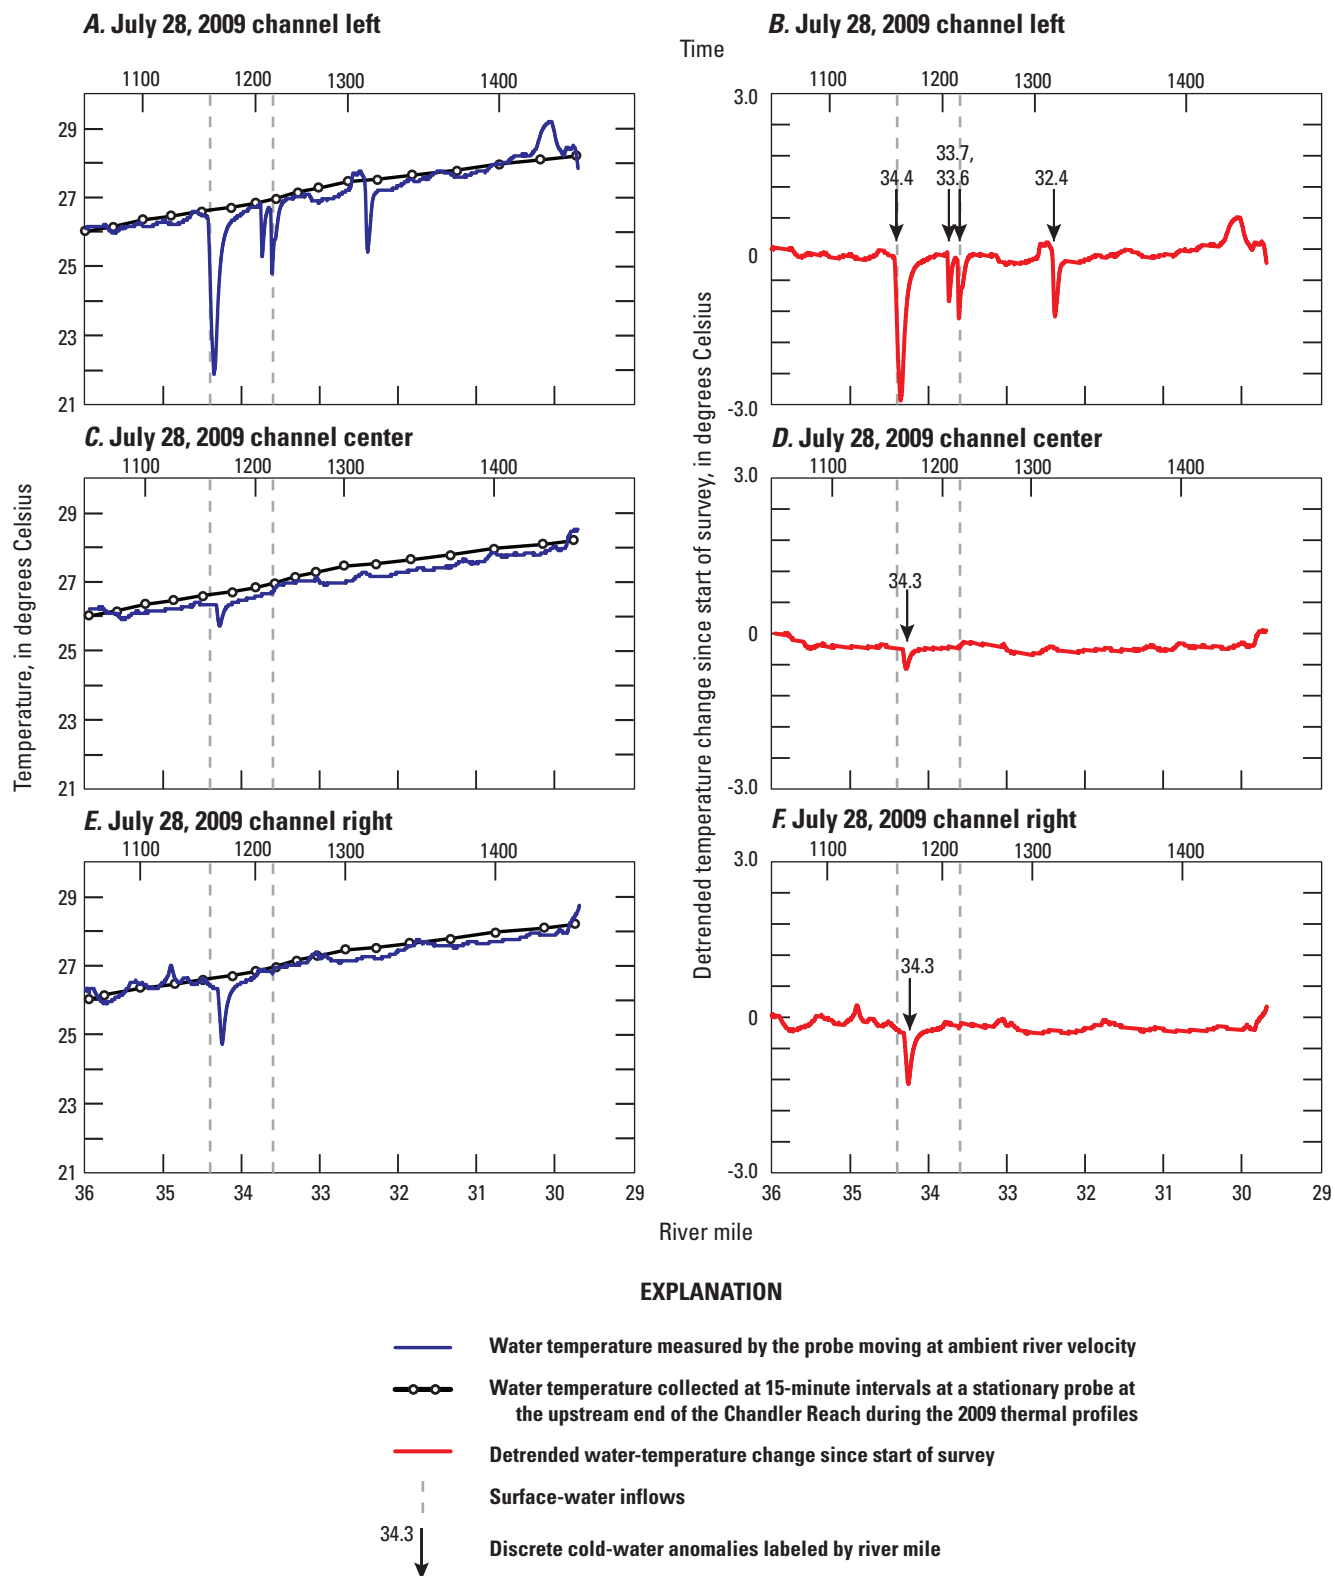 A. July 28, 2009 channel left
B. July 28, 2009 channel left
Time
1100 1200 1300 1400
1100 1200 1300 1400
29
27
25
23
21
3.0
0
-3.0
34.4
33.7,
33.6
32.4
C. July 28, 2009 channel center
D. July 28, 2009 channel center
1100 1200 1300 1400
1100 1200 1300 1400
29
27
25
23
21
3.0
0
-3.0
34.3
Temperature, in degrees Celsius
Detrended temperature change since start of survey, in degrees Celsius
E. July 28, 2009 channel right
F. July 28, 2009 channel right
1100 1200 1300 1400
1100 1200 1300 1400
29
27
25
23
21
3.0
0
-3.0
34.3
36 35 34 33 32 31 30 29
36 35 34 33 32 31 30 29
River mile
EXPLANATION
Water temperature measured by the probe moving at ambient river velocity
Water temperature collected at 15-minute intervals at a stationary probe at
the upstream end of the Chandler Reach during the 2009 thermal profiles
Detrended water-temperature change since start of survey
Surface-water inflows
34.3
Discrete cold-water anomalies labeled by river mile